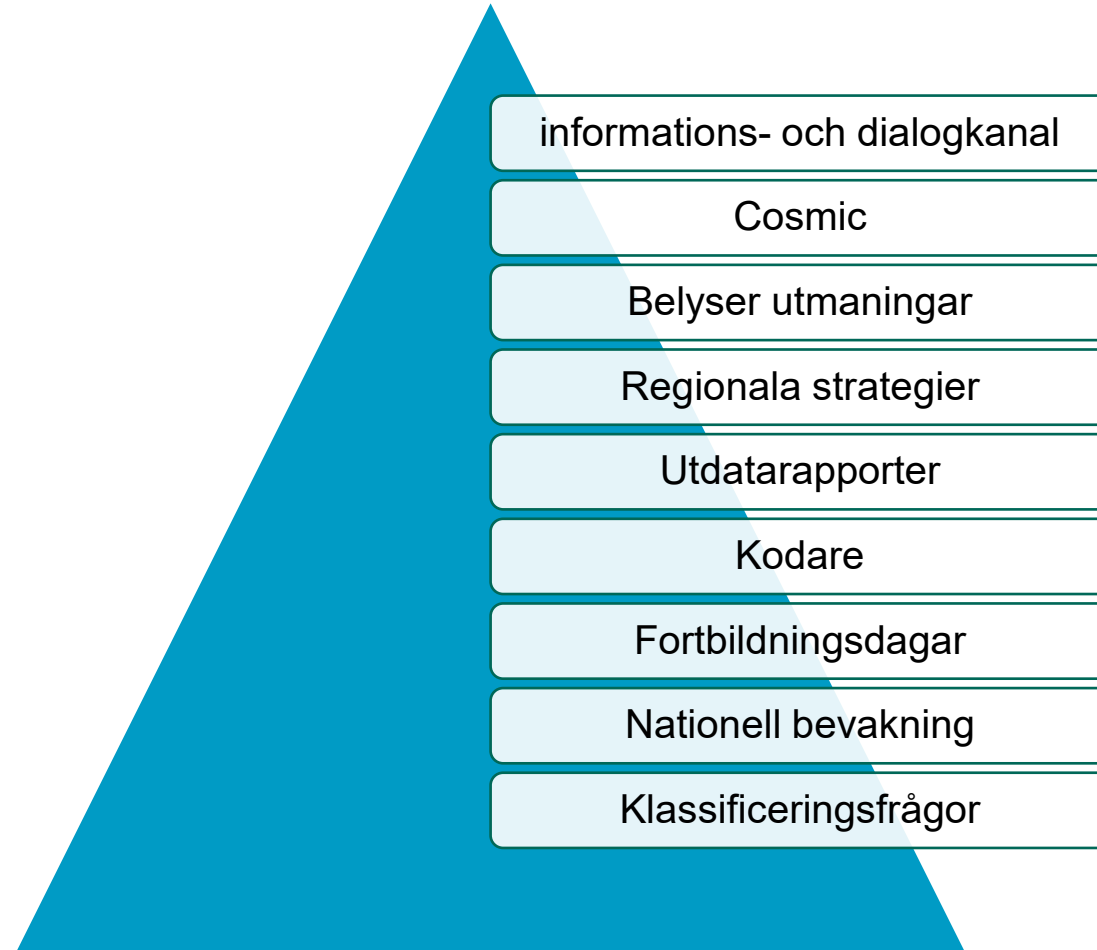 informations- och dialogkanal
Cosmic
Belyser utmaningar
Regionala strategier
Utdatarapporter
Kodare
Fortbildningsdagar
Nationell bevakning
Klassificeringsfrågor